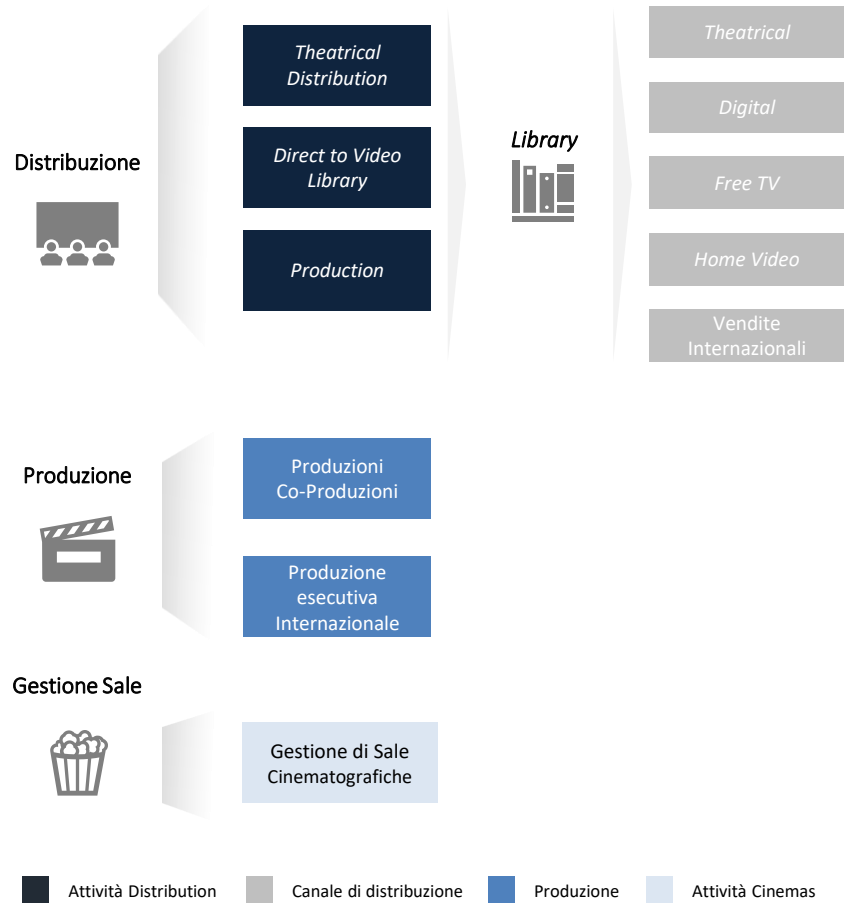 Distribuzione
Theatrical
Distribution
Direct to Video
Library
Production
Library
Theatrical
Digital
Free TV
Home Video
Vendite
Internazionali
Produzione
Produzioni
Co-Produzioni
Produzione
esecutiva
Internazionale
Gestione Sale
Gestione di Sale
Cinematografiche
Attività Distribution
Canale di distribuzione
Produzione
Attività Cinemas